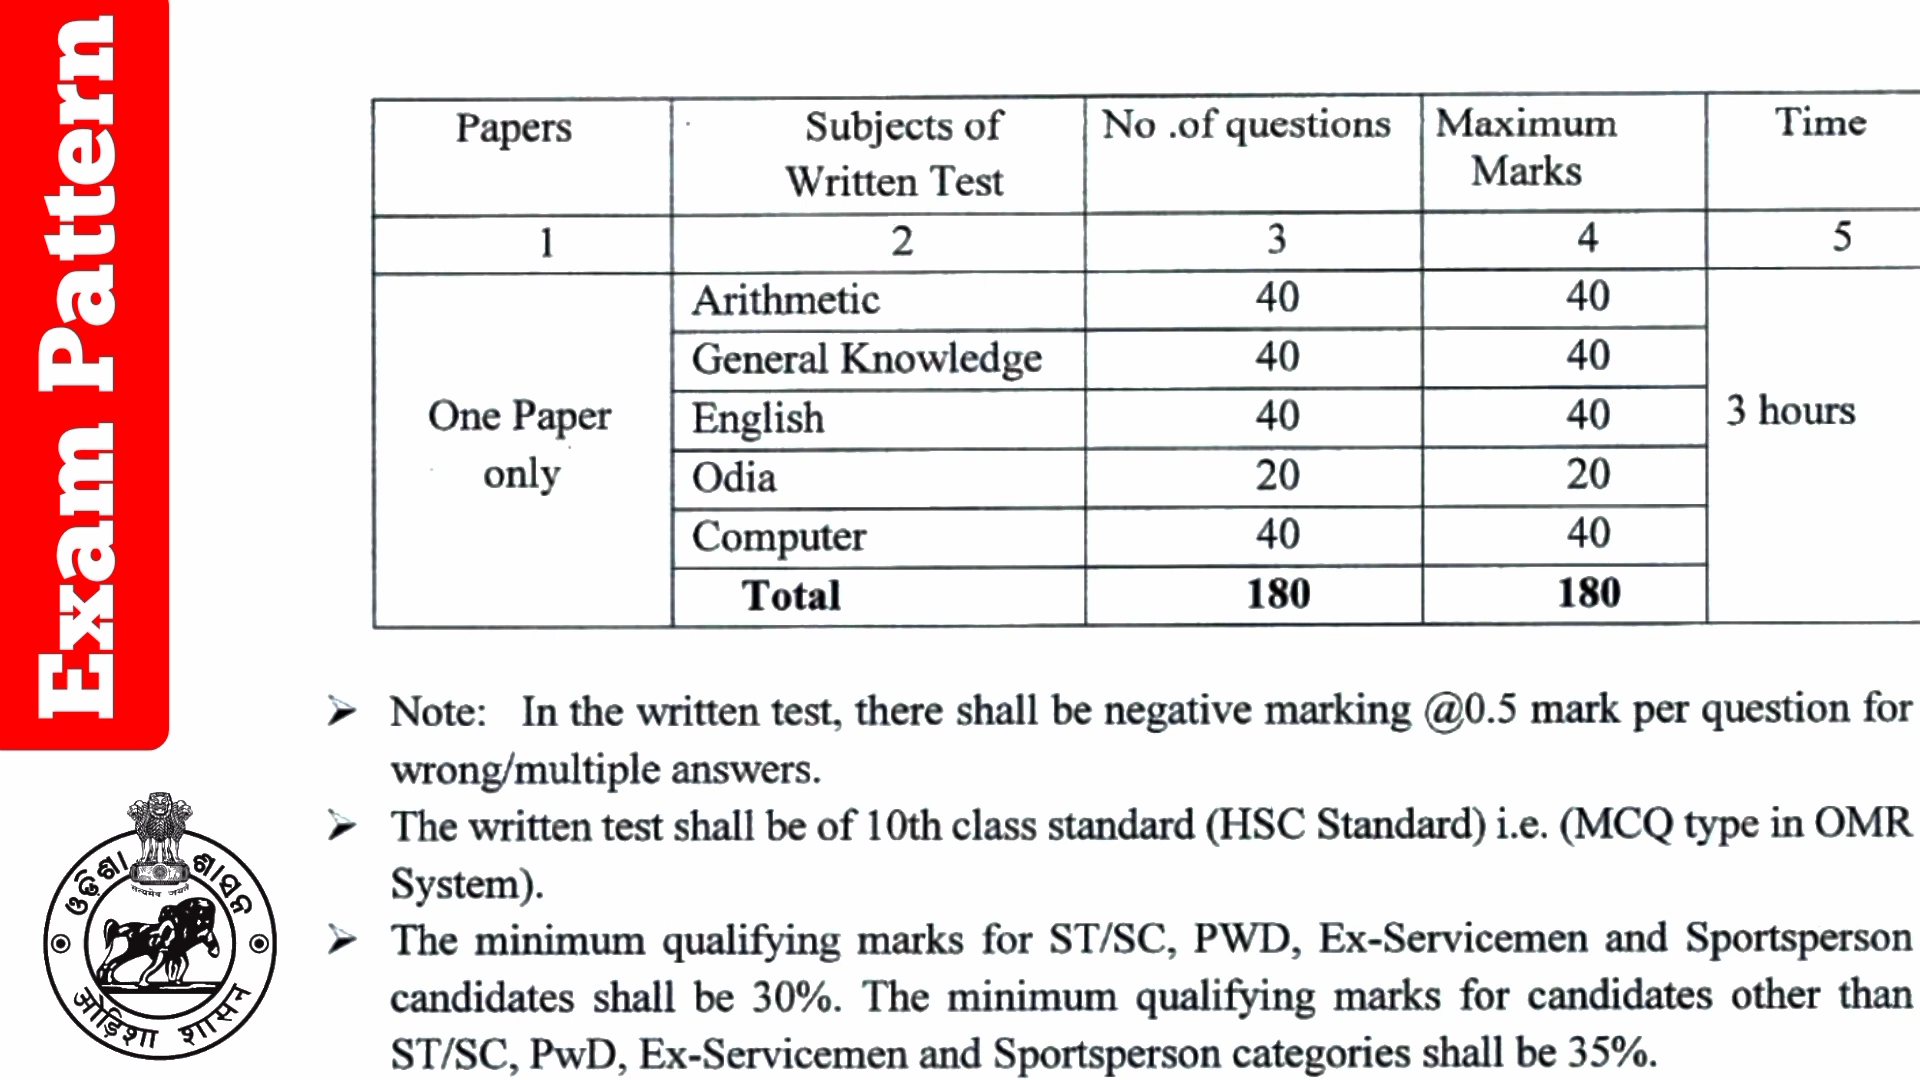 Exam Pattern
Papers Subjects of Written Test No .of questions Maximum Marks Time
1 2 3 4 5
One Paper only
Arithmetic 40 40
General Knowledge 40 40
English 40 40
Odia 20 20
Computer 40 40
Total 180 180
3 hours
➢ Note: In the written test, there shall be negative marking @0.5 mark per question for
wrong/multiple answers.
➢ The written test shall be of 10th class standard (HSC Standard) i.e. (MCQ type in OMR
System).
➢ The minimum qualifying marks for ST/SC, PWD, Ex-Servicemen and Sportsperson
candidates shall be 30%. The minimum qualifying marks for candidates other than
ST/SC, PwD, Ex-Servicemen and Sportsperson categories shall be 35%.
ଓଡ଼ିଶା ଶାସନ
सत्यमेव जयते
ओड़िशा शासन